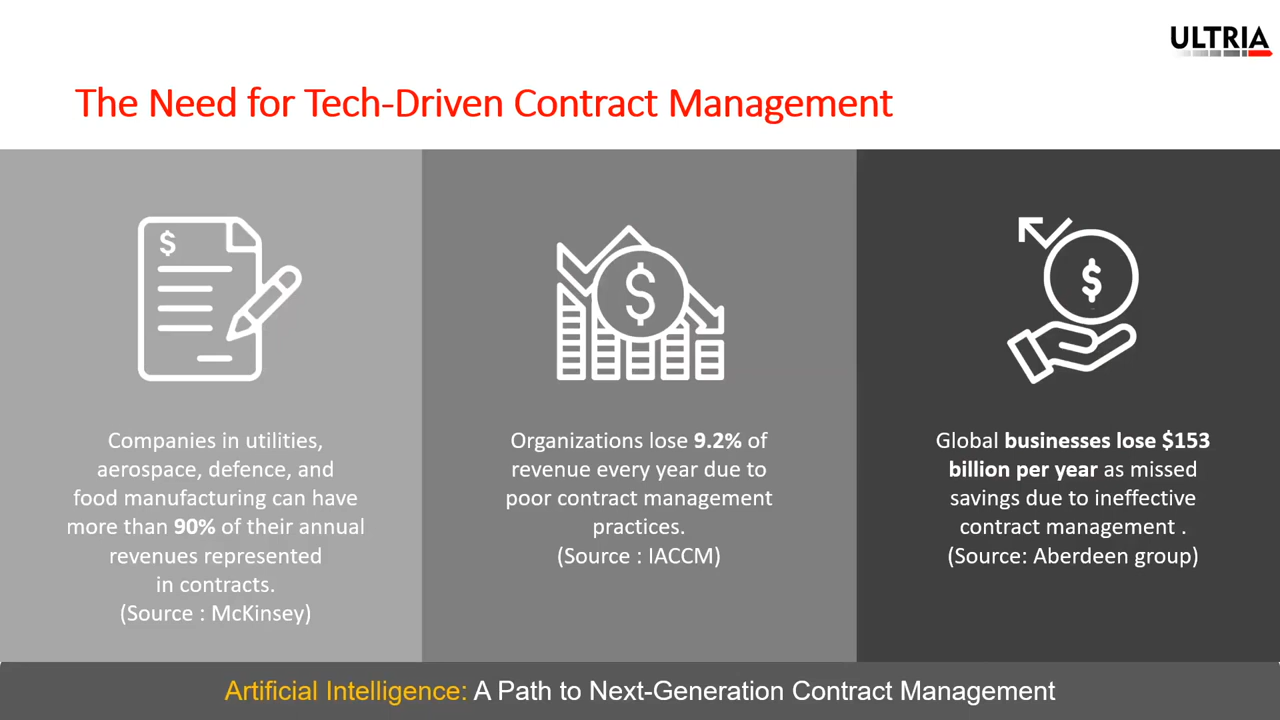 ULTRIA
The Need for Tech-Driven Contract Management
$
Companies in utilities,
aerospace, defence, and
food manufacturing can have
more than 90% of their annual
revenues represented
in contracts.
(Source : McKinsey)
$
Organizations lose 9.2% of
revenue every year due to
poor contract management
practices.
(Source : IACCM)
$
Global businesses lose $153
billion per year as missed
savings due to ineffective
contract management .
(Source: Aberdeen group)
Artificial Intelligence: A Path to Next-Generation Contract Management